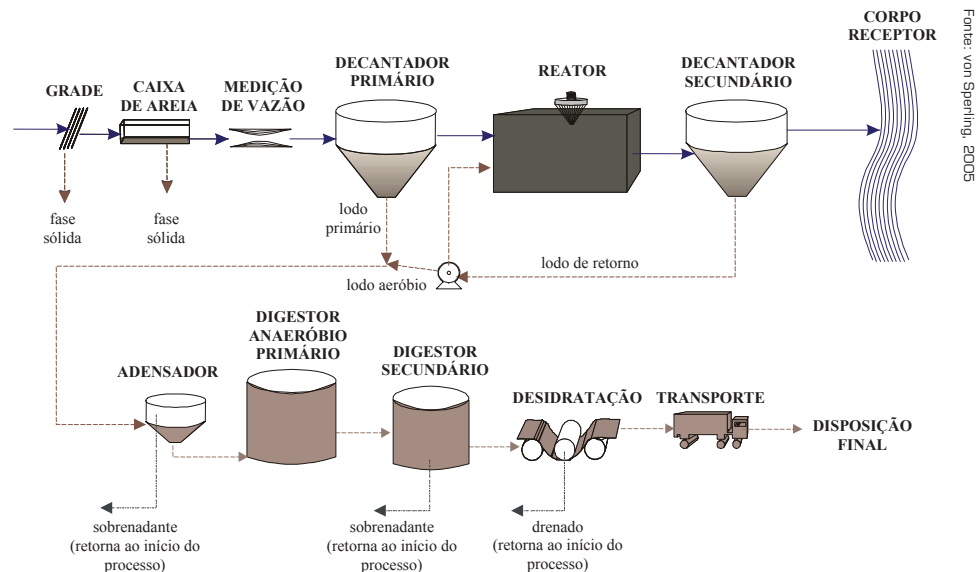 CORPO
RECEPTOR
Fonte: von Sperling, 2005
DECANTADOR
PRIMÁRIO
REATOR
DECANTADOR
SECUNDÁRIO
GRADE
CAIXA
DE AREIA
MEDIÇÃO
DE VAZÃO
fase
sólida
fase
sólida
lodo
primário
lodo aeróbio
lodo de retorno
ADENSADOR
DIGESTOR
ANAERÓBIO
PRIMÁRIO
DIGESTOR
SECUNDÁRIO
DESIDRATAÇÃO
TRANSPORTE
DISPOSIÇÃO
FINAL
sobrenadante
(retorna ao início do
processo)
sobrenadante
(retorna ao início do
processo)
drenado
(retorna ao início do
processo)